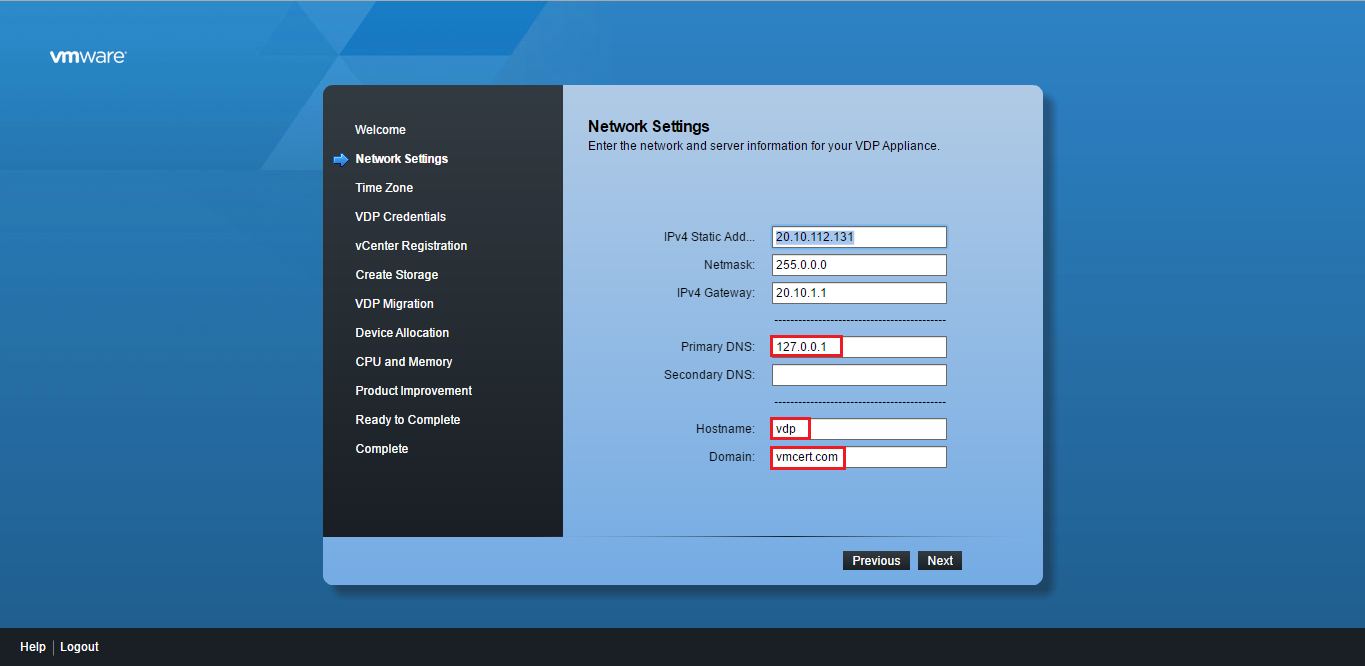 vmware
Welcome
Network Settings
Time Zone
VDP Credentials
vCenter Registration
Create Storage
VDP Migration
Device Allocation
CPU and Memory
Product Improvement
Ready to Complete
Complete
Network Settings
Enter the network and server information for your VDP Appliance.
IPv4 Static Add... 20.10.112.131
Netmask: 255.0.0.0
IPv4 Gateway: 20.10.1.1
Primary DNS: 127.0.0.1
Secondary DNS:
Hostname: vdp
Domain: vmcert.com
Previous Next
Help | Logout